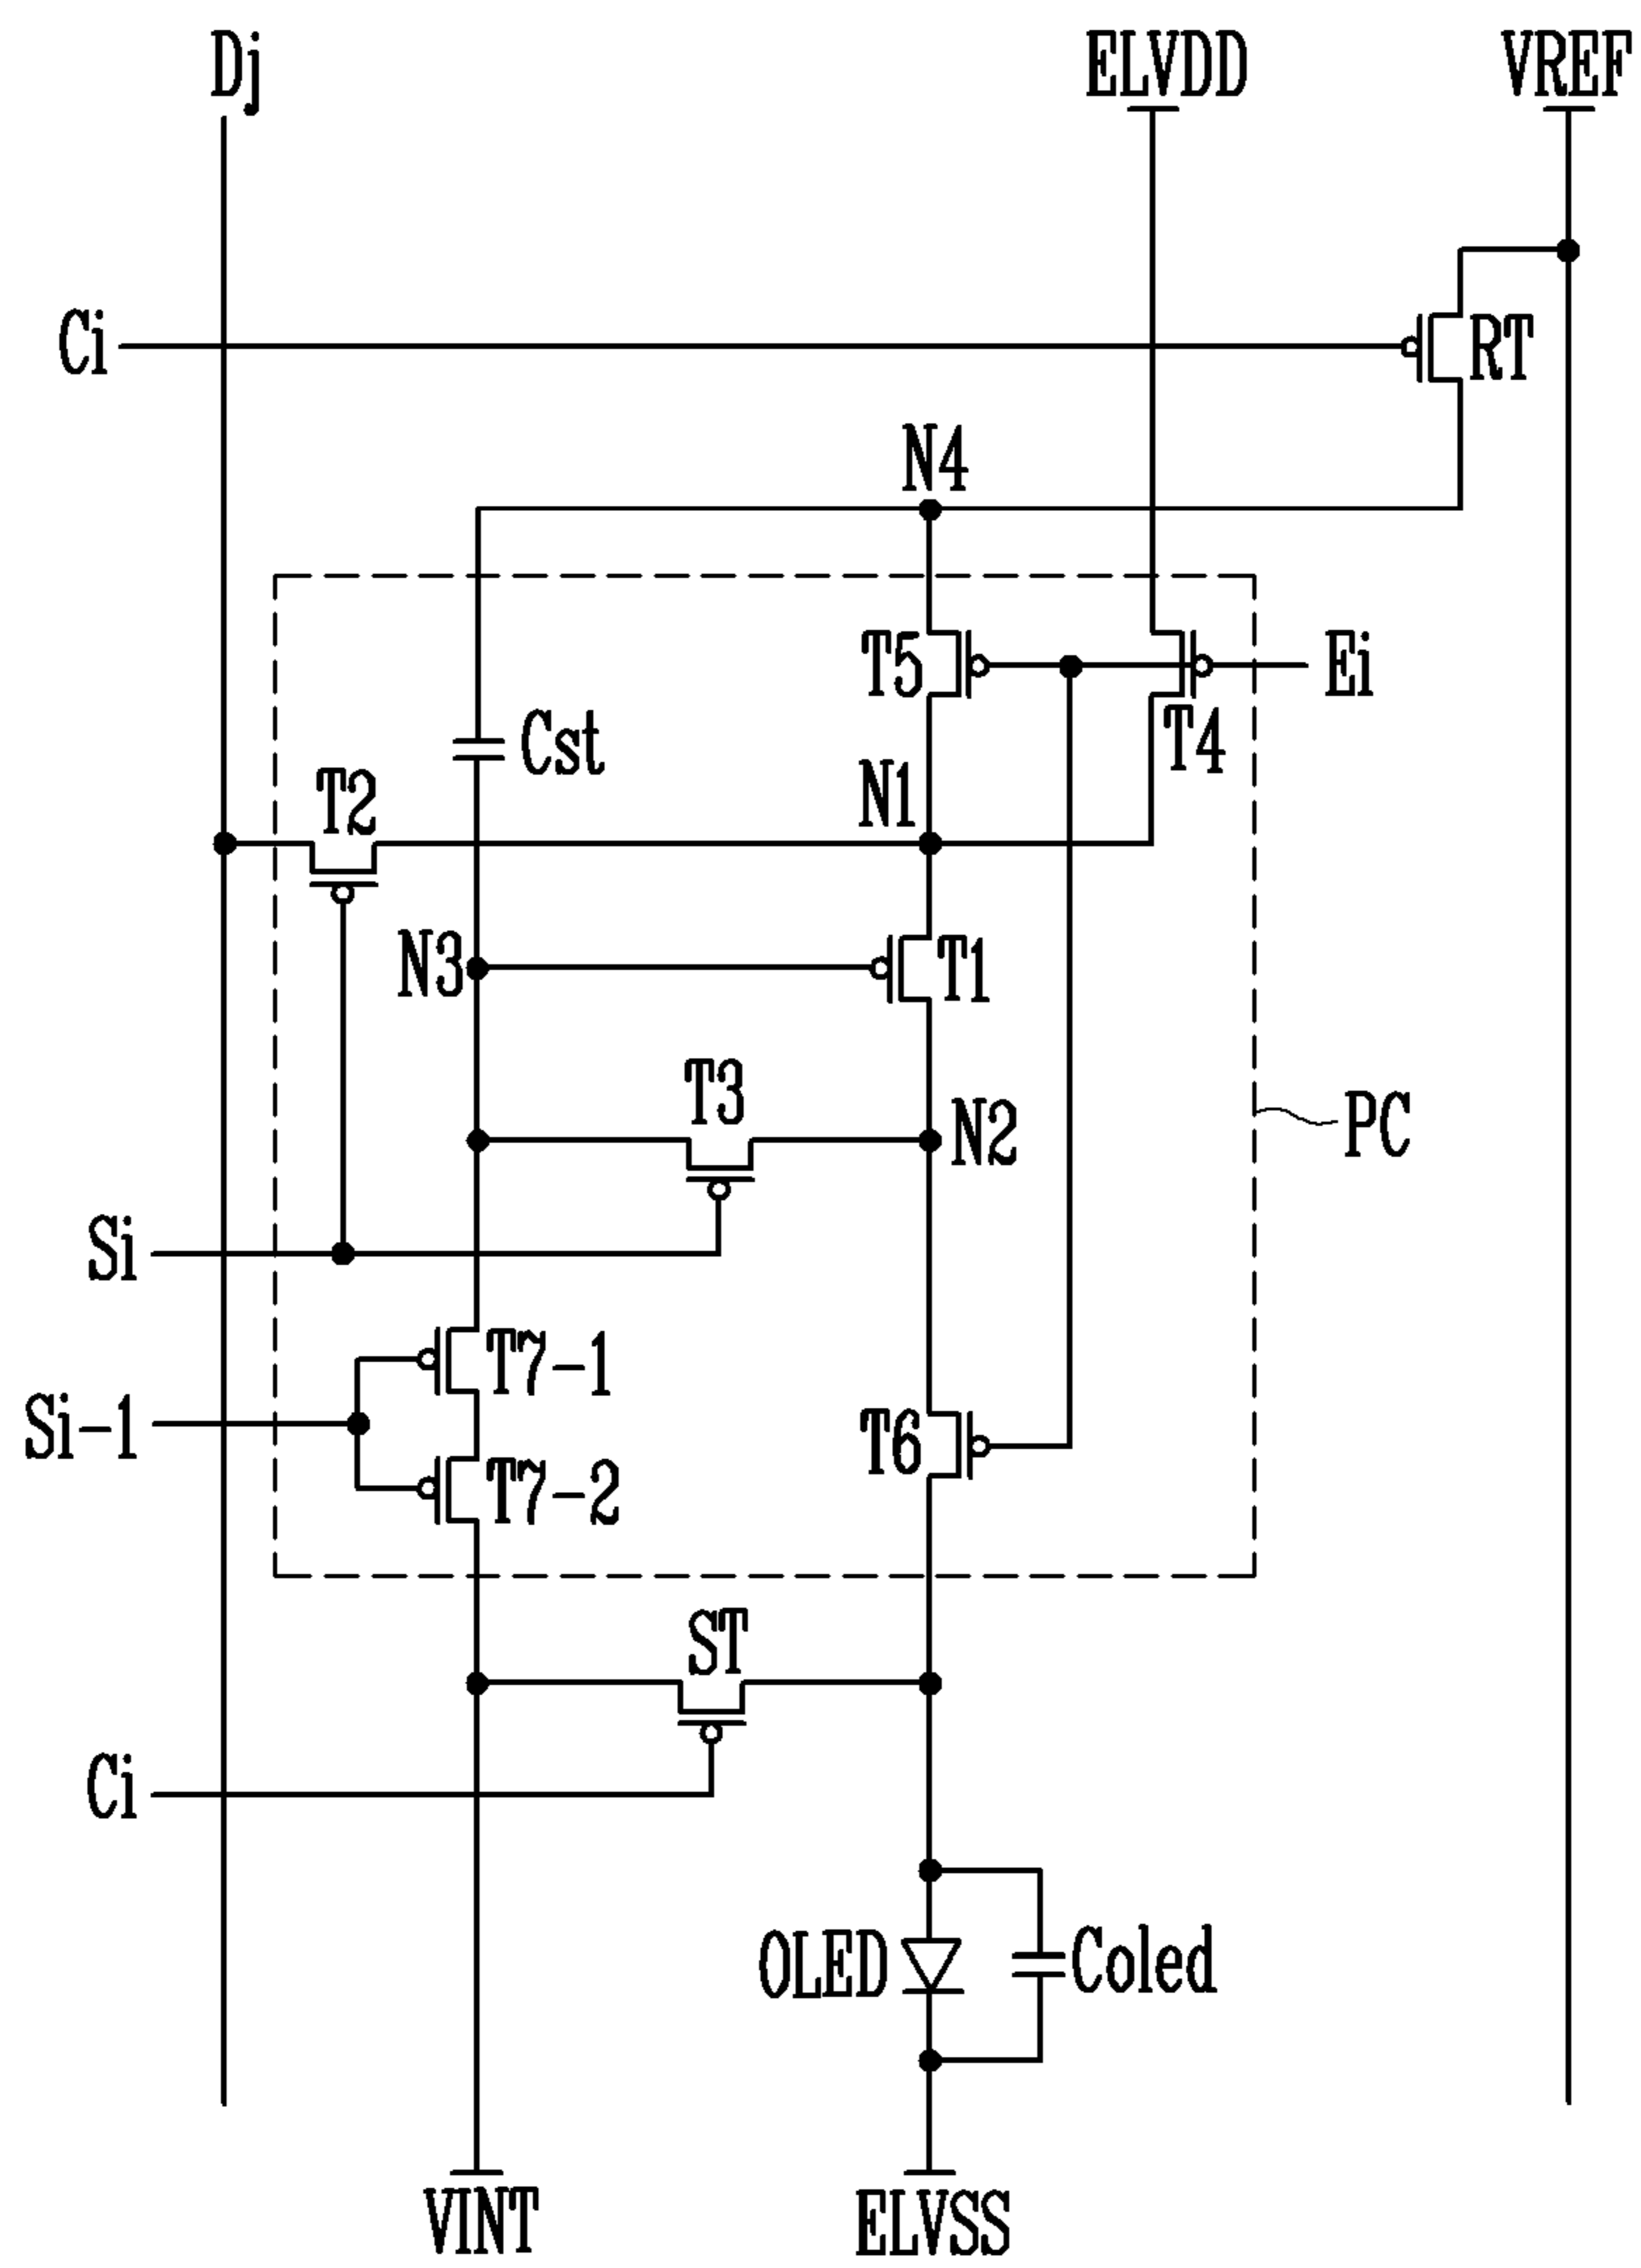 Dj
ELVDD
VREF
Ci
RT
N4
T5
Ei
Cst
T4
T2
N1
N3
T1
T3
N2
PC
Si
T7-1
Si-1
T6
T7-2
ST
Ci
OLED
Coled
VINT
ELVSS